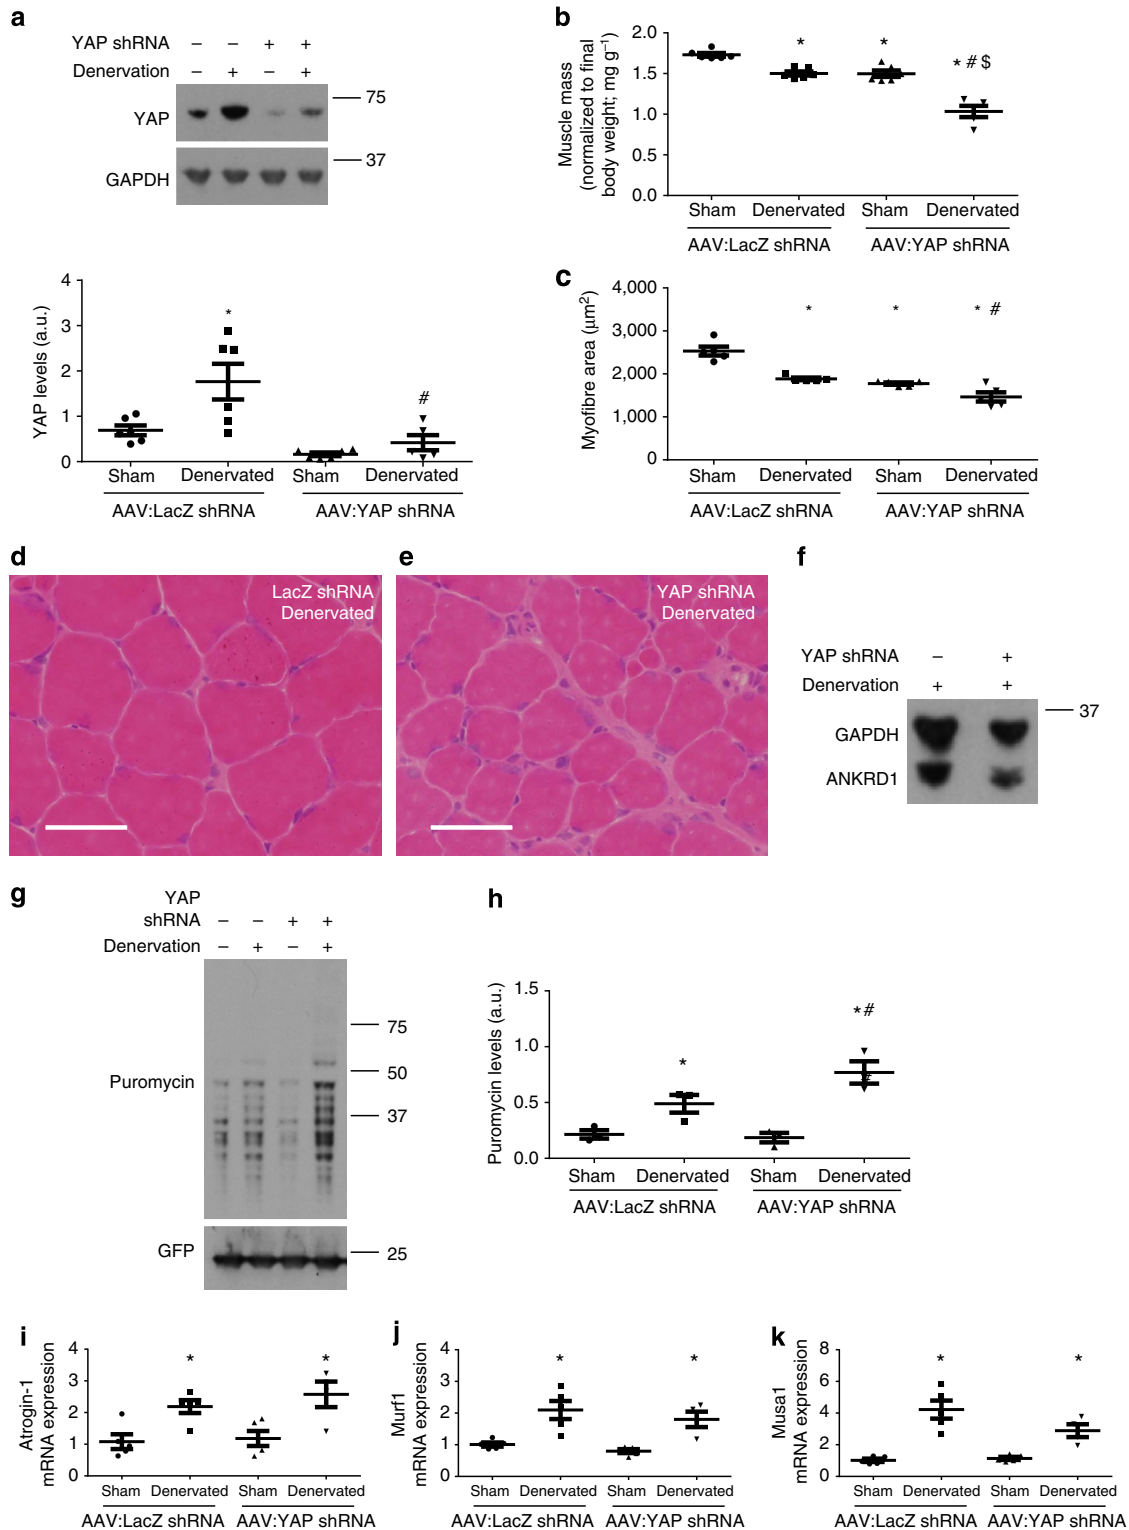 a
YAP shRNA – – + +
Denervation – + – +
75
YAP
37
GAPDH
YAP levels (a.u.)
4
3
2
1
0
*
#
Sham Denervated Sham Denervated
AAV:LacZ shRNA AAV:YAP shRNA
b
Muscle mass
(normalized to final
body weight; mg g–1)
2.0
1.5
1.0
0.5
0.0
* * * # $
Sham Denervated Sham Denervated
AAV:LacZ shRNA AAV:YAP shRNA
c
Myofibre area (μm2)
4,000
3,000
2,000
1,000
0
* * * #
Sham Denervated Sham Denervated
AAV:LacZ shRNA AAV:YAP shRNA
d
LacZ shRNA
Denervated
e
YAP shRNA
Denervated
f
YAP shRNA – +
Denervation + +
37
GAPDH
ANKRD1
g
YAP
shRNA – – + +
Denervation – + – +
75
Puromycin
50
37
GFP
25
h
Puromycin levels (a.u.)
1.5
1.0
0.5
0.0
*
* #
#
Sham Denervated Sham Denervated
AAV:LacZ shRNA AAV:YAP shRNA
i
Atrogin-1
mRNA expression
4
3
2
1
0
* *
Sham Denervated Sham Denervated
AAV:LacZ shRNA AAV:YAP shRNA
j
Murf1
mRNA expression
4
3
2
1
0
* *
Sham Denervated Sham Denervated
AAV:LacZ shRNA AAV:YAP shRNA
k
Musa1
mRNA expression
8
6
4
2
0
* *
Sham Denervated Sham Denervated
AAV:LacZ shRNA AAV:YAP shRNA